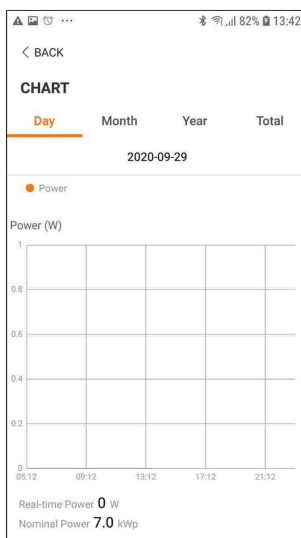 82% 13:42
< BACK
CHART
Day Month Year Total
2020-09-29
Power
Power (W)
1
0.8
0.6
0.4
0.2
0
05:12 09:12 13:12 17:12 21:12
Real-time Power 0 W
Nominal Power 7.0 kWp